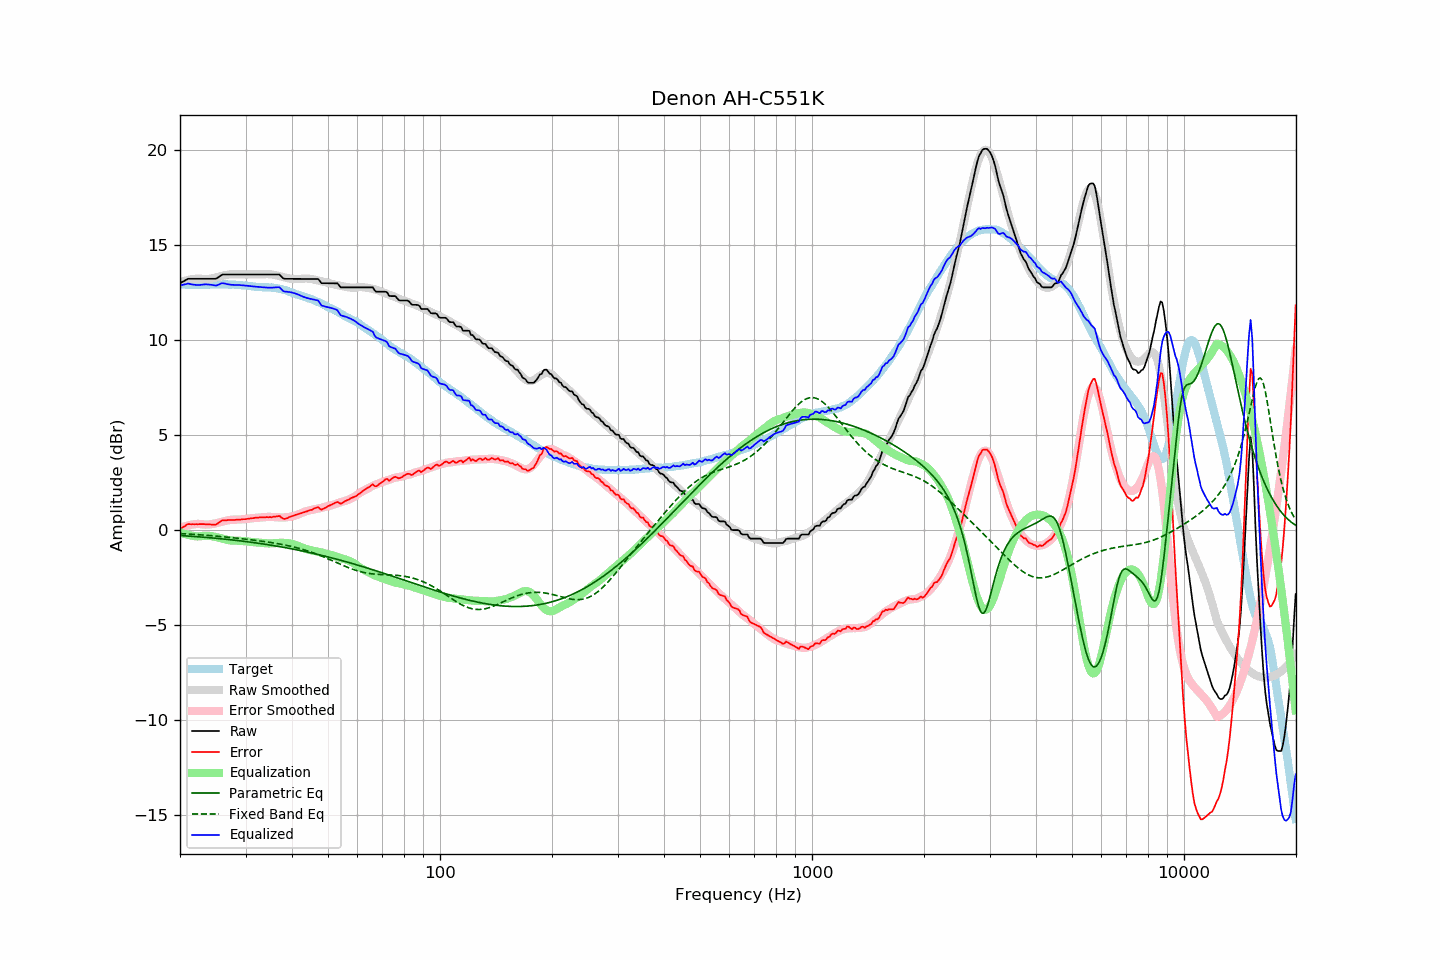 Denon AH-C551K
20
15
10
5
0
−5
−10
−15
Amplitude (dBr)
Target
Raw Smoothed
Error Smoothed
Raw
Error
Equalization
Parametric Eq
Fixed Band Eq
Equalized
100
1000
10000
Frequency (Hz)